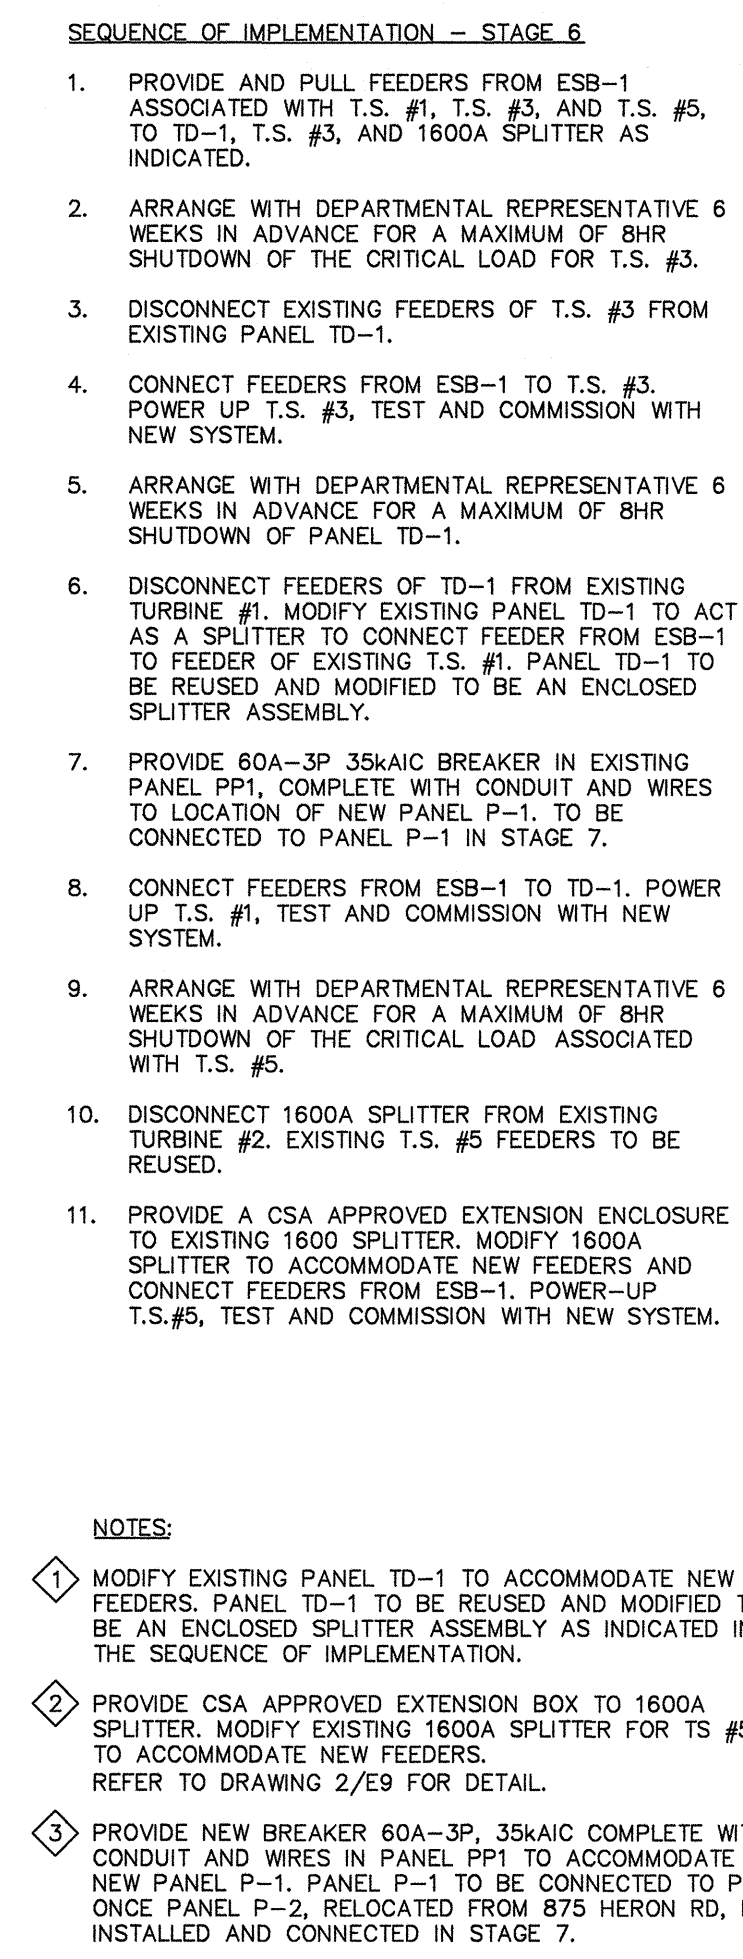 SEQUENCE OF IMPLEMENTATION – STAGE 6
1. PROVIDE AND PULL FEEDERS FROM ESB–1
ASSOCIATED WITH T.S. #1, T.S. #3, AND T.S. #5,
TO TD–1, T.S. #3, AND 1600A SPLITTER AS
INDICATED.
2. ARRANGE WITH DEPARTMENTAL REPRESENTATIVE 6
WEEKS IN ADVANCE FOR A MAXIMUM OF 8HR
SHUTDOWN OF THE CRITICAL LOAD FOR T.S. #3.
3. DISCONNECT EXISTING FEEDERS OF T.S. #3 FROM
EXISTING PANEL TD–1.
4. CONNECT FEEDERS FROM ESB–1 TO T.S. #3.
POWER UP T.S. #3, TEST AND COMMISSION WITH
NEW SYSTEM.
5. ARRANGE WITH DEPARTMENTAL REPRESENTATIVE 6
WEEKS IN ADVANCE FOR A MAXIMUM OF 8HR
SHUTDOWN OF PANEL TD–1.
6. DISCONNECT FEEDERS OF TD–1 FROM EXISTING
TURBINE #1. MODIFY EXISTING PANEL TD–1 TO ACT
AS A SPLITTER TO CONNECT FEEDER FROM ESB–1
TO FEEDER OF EXISTING T.S. #1. PANEL TD–1 TO
BE REUSED AND MODIFIED TO BE AN ENCLOSED
SPLITTER ASSEMBLY.
7. PROVIDE 60A–3P 35kAIC BREAKER IN EXISTING
PANEL PP1, COMPLETE WITH CONDUIT AND WIRES
TO LOCATION OF NEW PANEL P–1. TO BE
CONNECTED TO PANEL P–1 IN STAGE 7.
8. CONNECT FEEDERS FROM ESB–1 TO TD–1. POWER
UP T.S. #1, TEST AND COMMISSION WITH NEW
SYSTEM.
9. ARRANGE WITH DEPARTMENTAL REPRESENTATIVE 6
WEEKS IN ADVANCE FOR A MAXIMUM OF 8HR
SHUTDOWN OF THE CRITICAL LOAD ASSOCIATED
WITH T.S. #5.
10. DISCONNECT 1600A SPLITTER FROM EXISTING
TURBINE #2. EXISTING T.S. #5 FEEDERS TO BE
REUSED.
11. PROVIDE A CSA APPROVED EXTENSION ENCLOSURE
TO EXISTING 1600 SPLITTER. MODIFY 1600A
SPLITTER TO ACCOMMODATE NEW FEEDERS AND
CONNECT FEEDERS FROM ESB–1. POWER–UP
T.S.#5, TEST AND COMMISSION WITH NEW SYSTEM.
NOTES:
1 MODIFY EXISTING PANEL TD–1 TO ACCOMMODATE NEW
FEEDERS. PANEL TD–1 TO BE REUSED AND MODIFIED
BE AN ENCLOSED SPLITTER ASSEMBLY AS INDICATED
THE SEQUENCE OF IMPLEMENTATION.
2 PROVIDE CSA APPROVED EXTENSION BOX TO 1600A
SPLITTER. MODIFY EXISTING 1600A SPLITTER FOR TS #5
TO ACCOMMODATE NEW FEEDERS.
REFER TO DRAWING 2/E9 FOR DETAIL.
3 PROVIDE NEW BREAKER 60A–3P, 35kAIC COMPLETE
CONDUIT AND WIRES IN PANEL PP1 TO ACCOMMODATE
NEW PANEL P–1. PANEL P–1 TO BE CONNECTED TO
ONCE PANEL P–2, RELOCATED FROM 875 HERON RD,
INSTALLED AND CONNECTED IN STAGE 7.